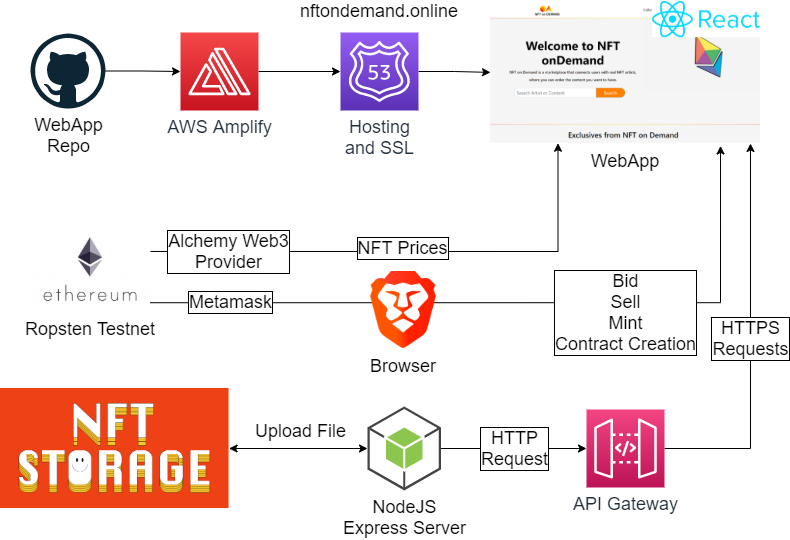 nftondemand.online
NFT on DEMAND
React
Welcome to NFT
onDemand
NFT on Demand is a marketplace that connects users with real NFT artist,
where you can order the content you want to have.
Search Artist or Content
Search
Exclusives from NFT on Demand
53
WebApp
Repo
AWS Amplify
Hosting
and SSL
WebApp
Alchemy Web3
Provider
NFT Prices
ethereum
Ropsten Testnet
Metamask
Browser
Bid
Sell
Mint
Contract Creation
HTTPS
Requests
NFT
STORAGE
Upload File
HTTP
Request
NodeJS
Express Server
</>
API Gateway